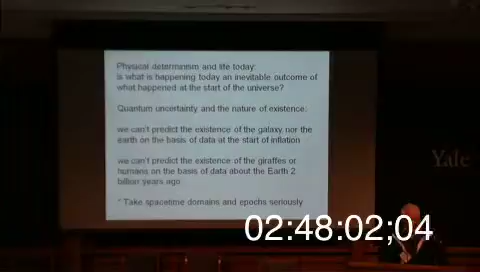 Physical determinism and life today:
is what is happening today an inevitable outcome of
what happened at the start of the universe?
Quantum uncertainty and the nature of existence:
we can't predict the existence of the galaxy nor the
earth on the basis of data at the start of inflation
we can't predict the existence of the giraffes or
humans on the basis of data about the Earth 2
billion years ago
* Take spacetime domains and epochs seriously
Yale
02:48:02;04